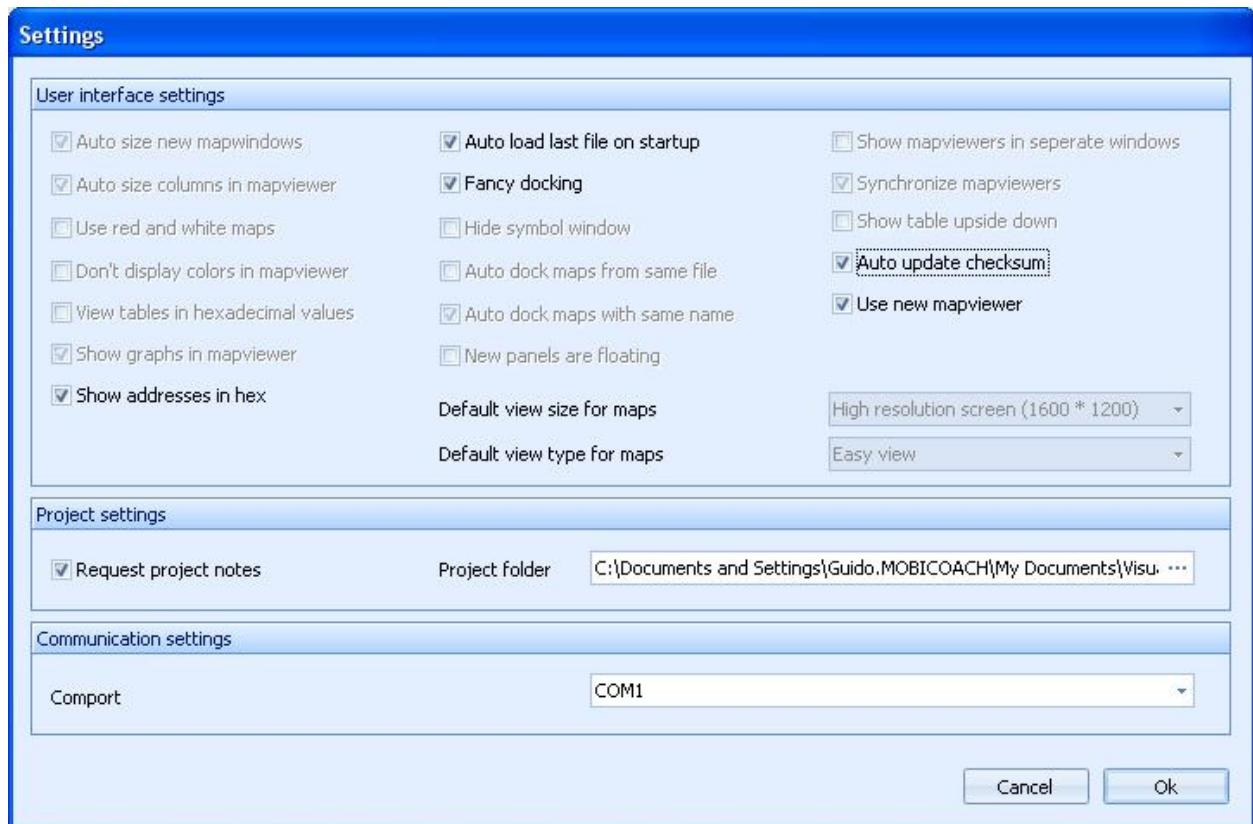 Settings
User interface settings
Auto size new mapwindows
Auto load last file on startup
Show mapviewers in seperate windows
Auto size columns in mapviewer
Fancy docking
Synchronize mapviewers
Use red and white maps
Hide symbol window
Show table upside down
Don't display colors in mapviewer
Auto dock maps from same file
Auto update checksum
View tables in hexadecimal values
Auto dock maps with same name
Use new mapviewer
Show graphs in mapviewer
New panels are floating
Show addresses in hex
Default view size for maps
High resolution screen (1600 * 1200)
Default view type for maps
Easy view
Project settings
Request project notes
Project folder
C:\Documents and Settings\Guido.MOBICOACH\My Documents\Visu
...
Communication settings
Comport
COM1
Cancel
Ok